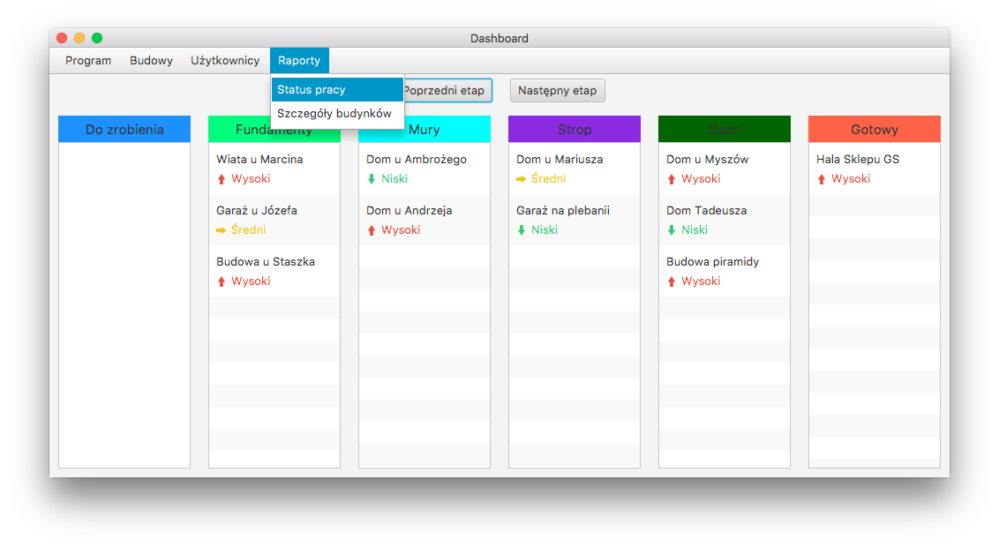 Dashboard
Program Budowy Użytkownicy Raporty
Status pracy
Szczegóły budynków
Poprzedni etap Następny etap
Do zrobienia
Fundamenty
Wiata u Marcina
Wysoki
Garaż u Józefa
Średni
Budowa u Staszka
Wysoki
Mury
Dom u Ambrożego
Niski
Dom u Andrzeja
Wysoki
Strop
Dom u Mariusza
Średni
Garaż na plebanii
Niski
Dach
Dom u Myszów
Wysoki
Dom Tadeusza
Niski
Budowa piramidy
Wysoki
Gotowy
Hala Sklepu GS
Wysoki